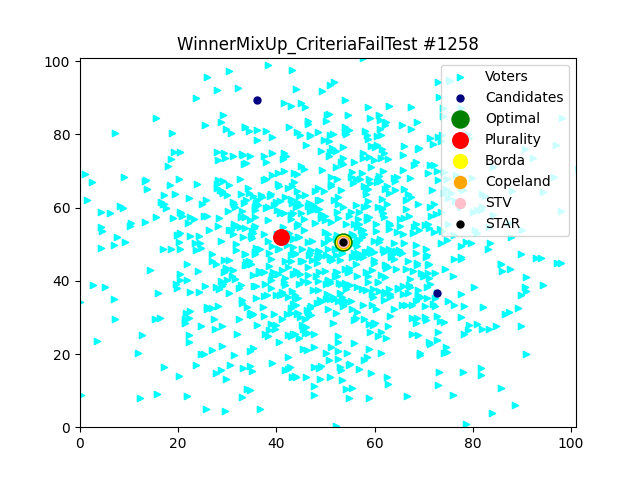 WinnerMixUp_CriteriaFailTest #1258
100
80
60
40
20
0
0 20 40 60 80 100
Voters
Candidates
Optimal
Plurality
Borda
Copeland
STV
STAR